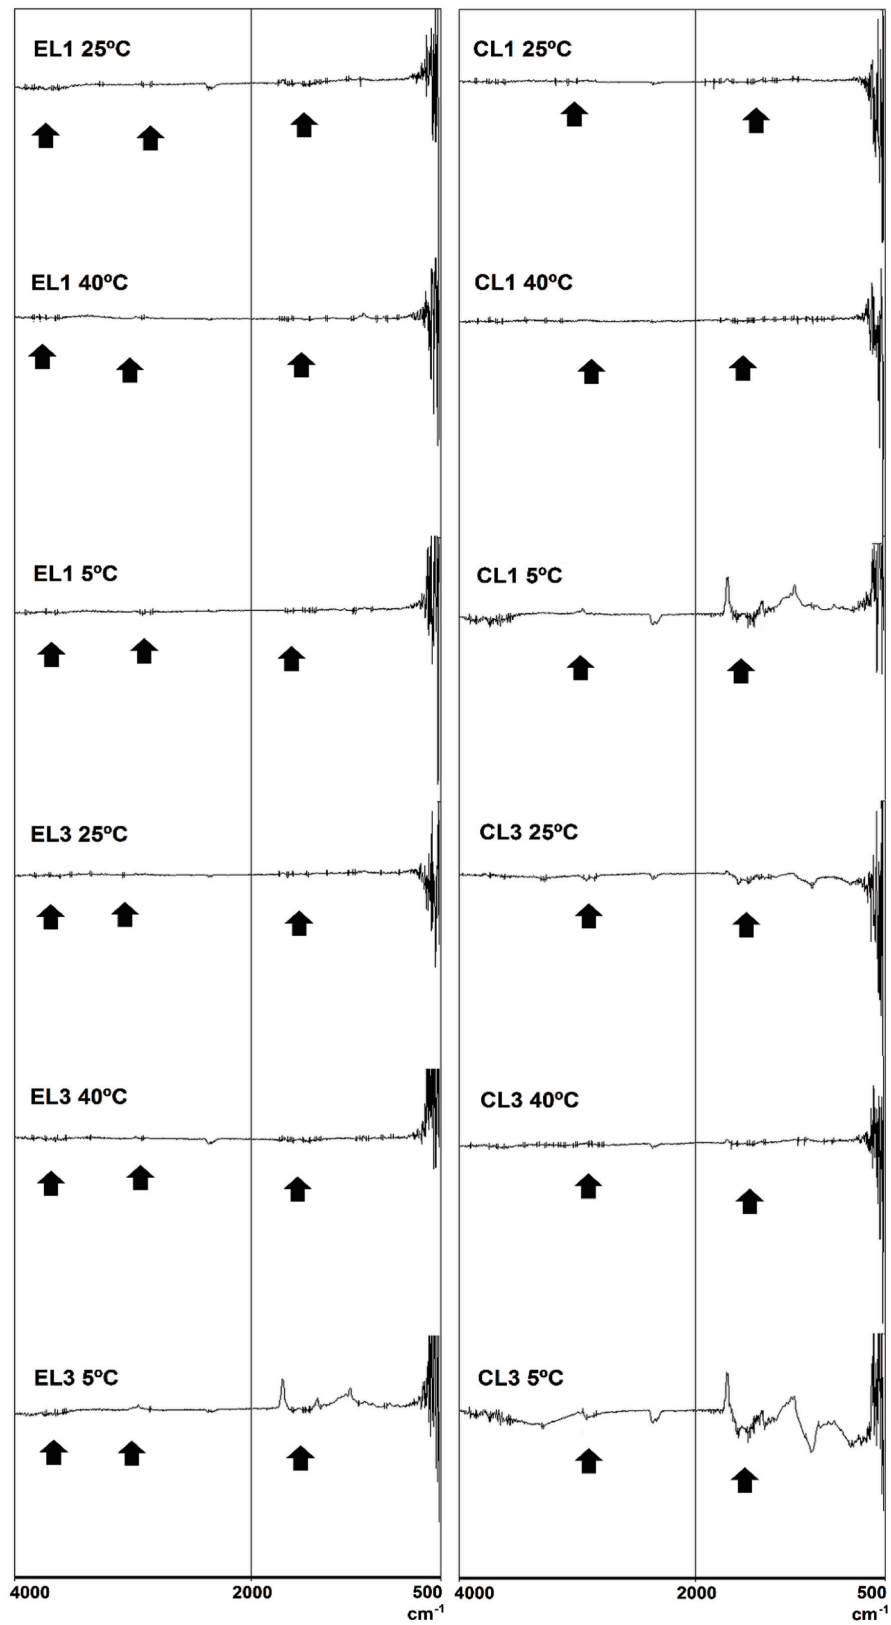 EL1 25ºC
EL1 40ºC
EL1 5ºC
EL3 25ºC
EL3 40ºC
EL3 5ºC
4000 2000 500
cm-1
CL1 25ºC
CL1 40ºC
CL1 5ºC
CL3 25ºC
CL3 40ºC
CL3 5ºC
4000 2000 500
cm-1